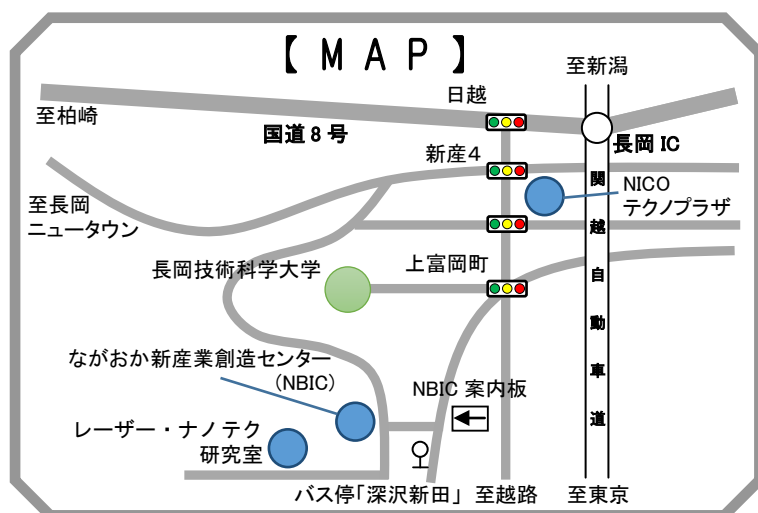 【 M A P 】
至新潟
日越
至柏崎
国道８号
長岡 IC
新産４
関越自動車道
NICO
テクノプラザ
至長岡
ニュータウン
長岡技術科学大学
上富岡町
ながおか新産業創造センター
(NBIC)
NBIC 案内板
レーザー・ナノテク
研究室
バス停「深沢新田」
至越路
至東京